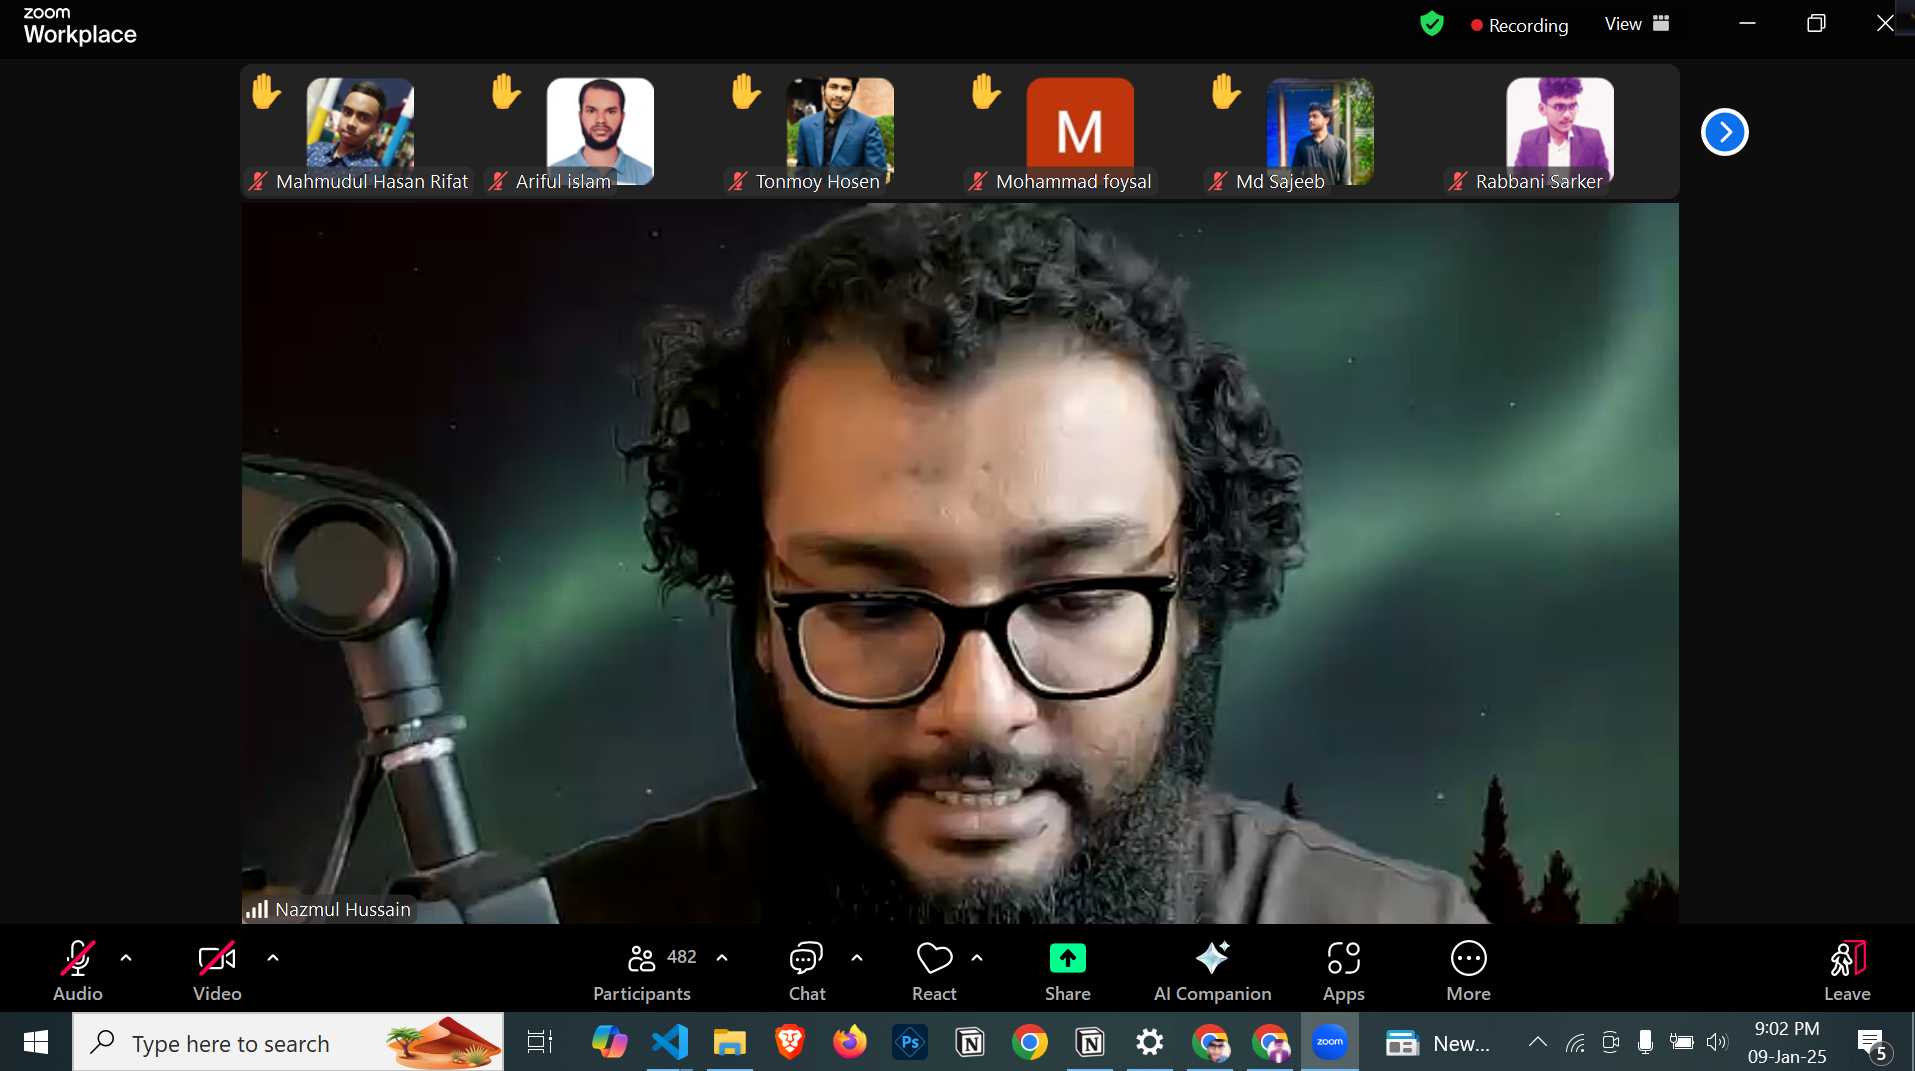 zoom
Workplace
Recording
View
Mahmudul Hasan Rifat
Ariful islam
Tonmoy Hosen
M
Mohammad foysal
Md Sajeeb
Rabbani Sarker
Nazmul Hussain
Audio
Video
482
Participants
Chat
React
Share
AI Companion
Apps
More
Leave
Type here to search
Ps
zoom
New...
9:02 PM
09-Jan-25
5